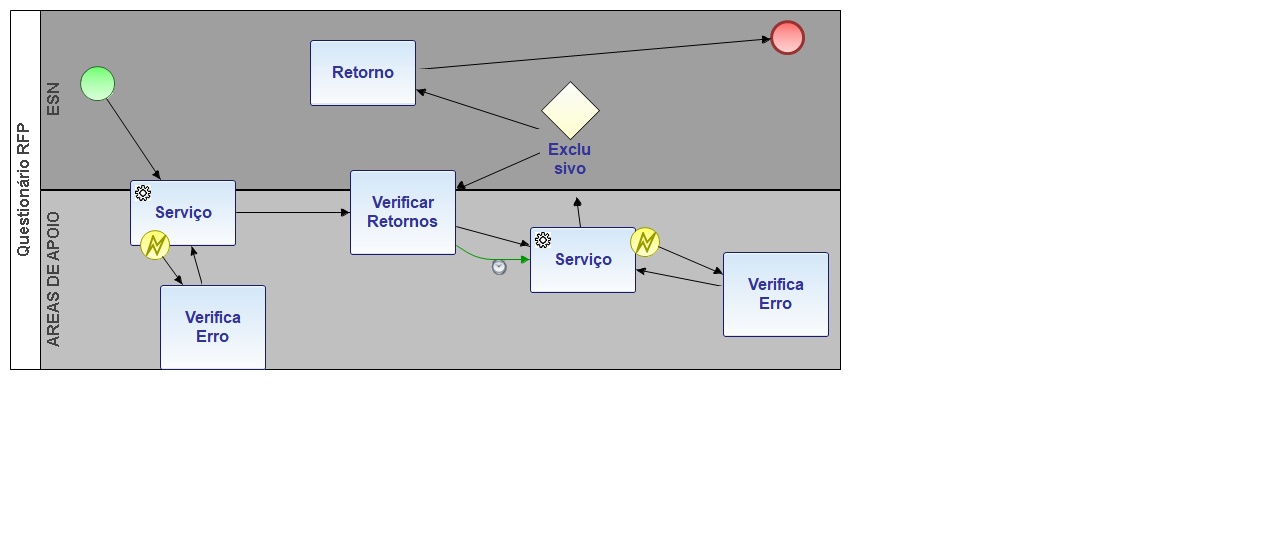 Questionário RFP
ESN
AREAS DE APOIO
Retorno
Exclu
sivo
Serviço
Verificar
Retornos
Serviço
Verifica
Erro
Verifica
Erro